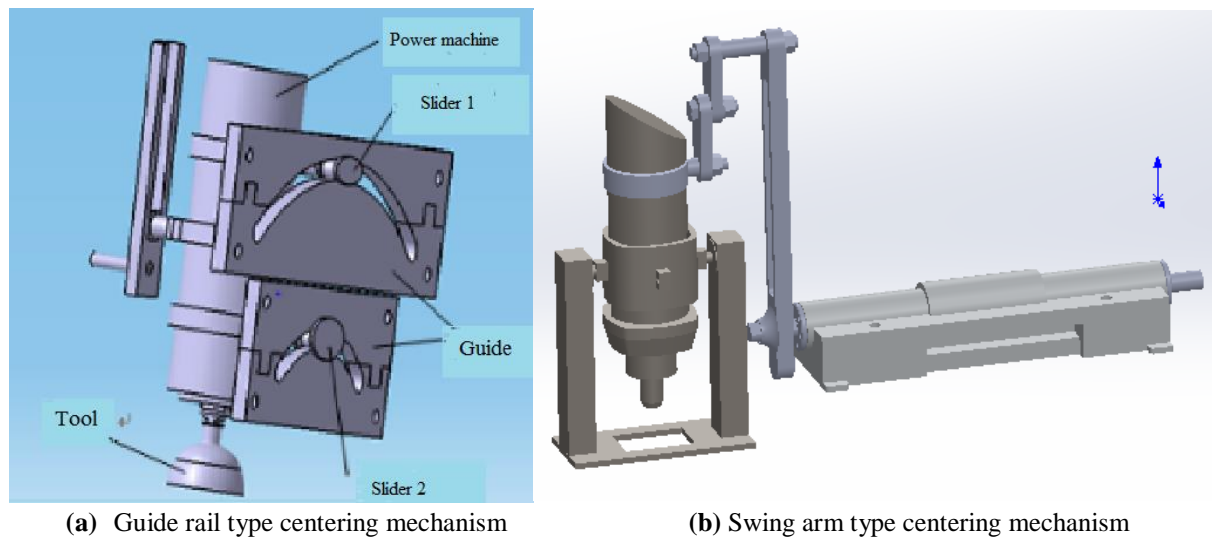 Power machine
Slider 1
Guide
Tool
Slider 2
(a) Guide rail type centering mechanism
(b) Swing arm type centering mechanism